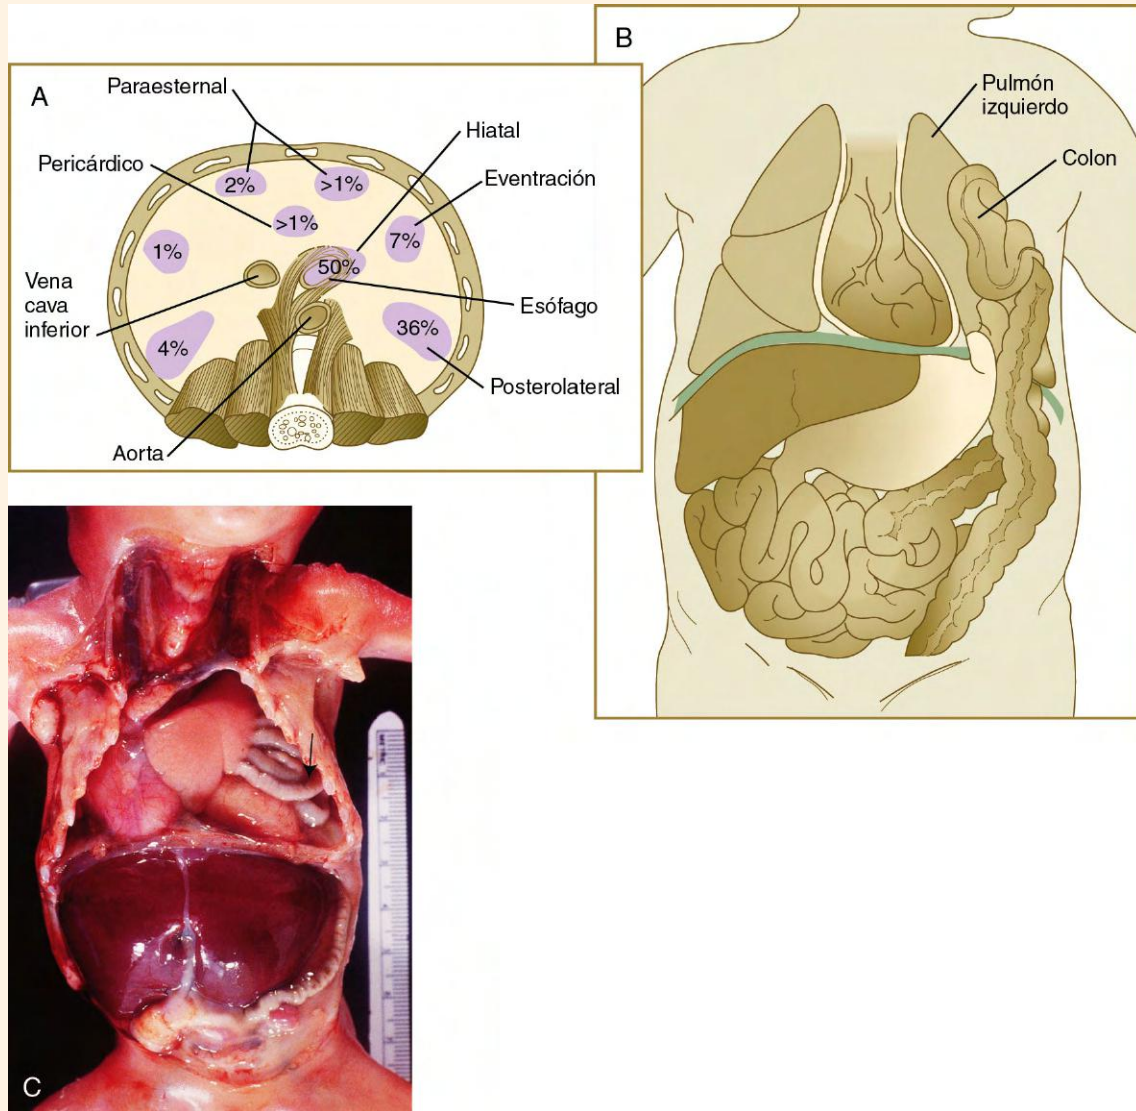 A
Paraesternal
Hiatal
Pericárdico
Eventración
2%
>1%
>1%
7%
1%
50%
Vena
cava
inferior
Esófago
36%
4%
Posterolateral
Aorta
B
Pulmón
izquierdo
Colon
C